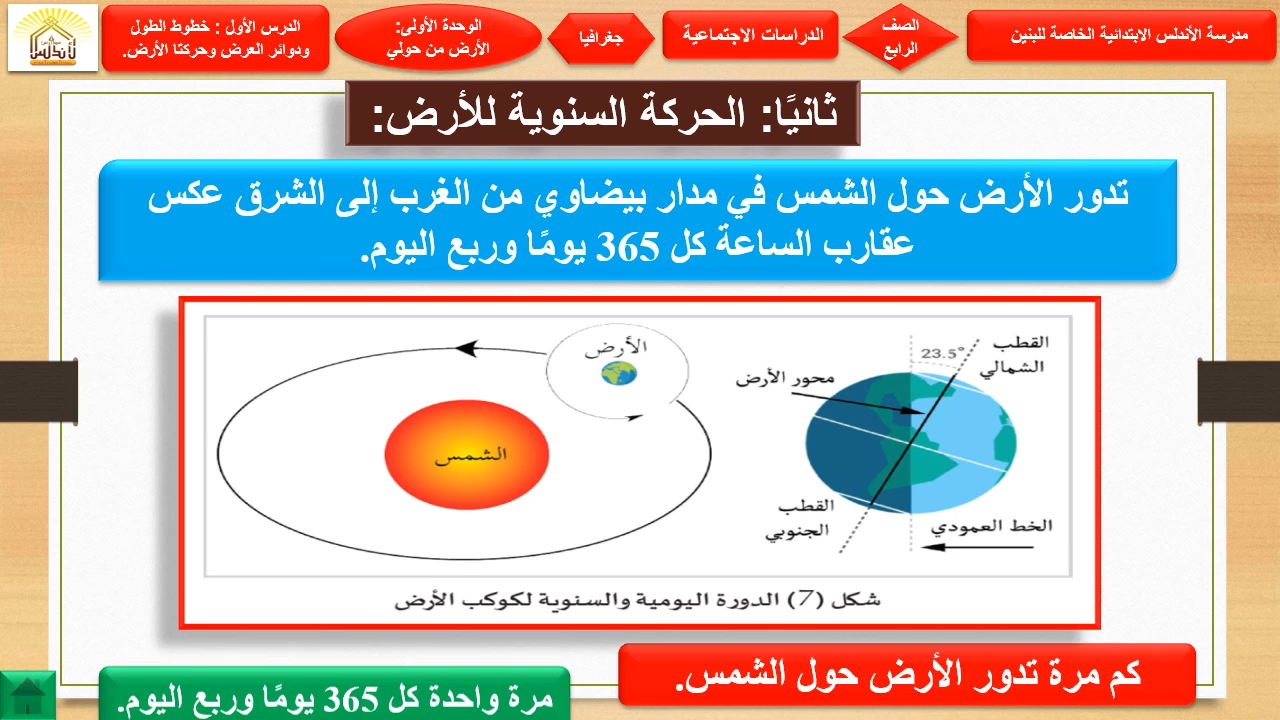 مدرسة الأندلس الابتدائية الخاصة للبنين
الصف
الرابع
الدراسات الاجتماعية
جغرافيا
الوحدة الأولى:
الأرض من حولي
الدرس الأول : خطوط الطول
ودوائر العرض وحركتا الأرض.
ثانيًا: الحركة السنوية للأرض:
تدور الأرض حول الشمس في مدار بيضاوي من الغرب إلى الشرق عكس
عقارب الساعة كل 365 يومًا وربع اليوم.
القطب
الشمالي
23.5°
محور الأرض
القطب
الجنوبي
الخط العمودي
الأرض
الشمس
شكل (7) الدورة اليومية والسنوية لكوكب الأرض
كم مرة تدور الأرض حول الشمس.
مرة واحدة كل 365 يومًا وربع اليوم.